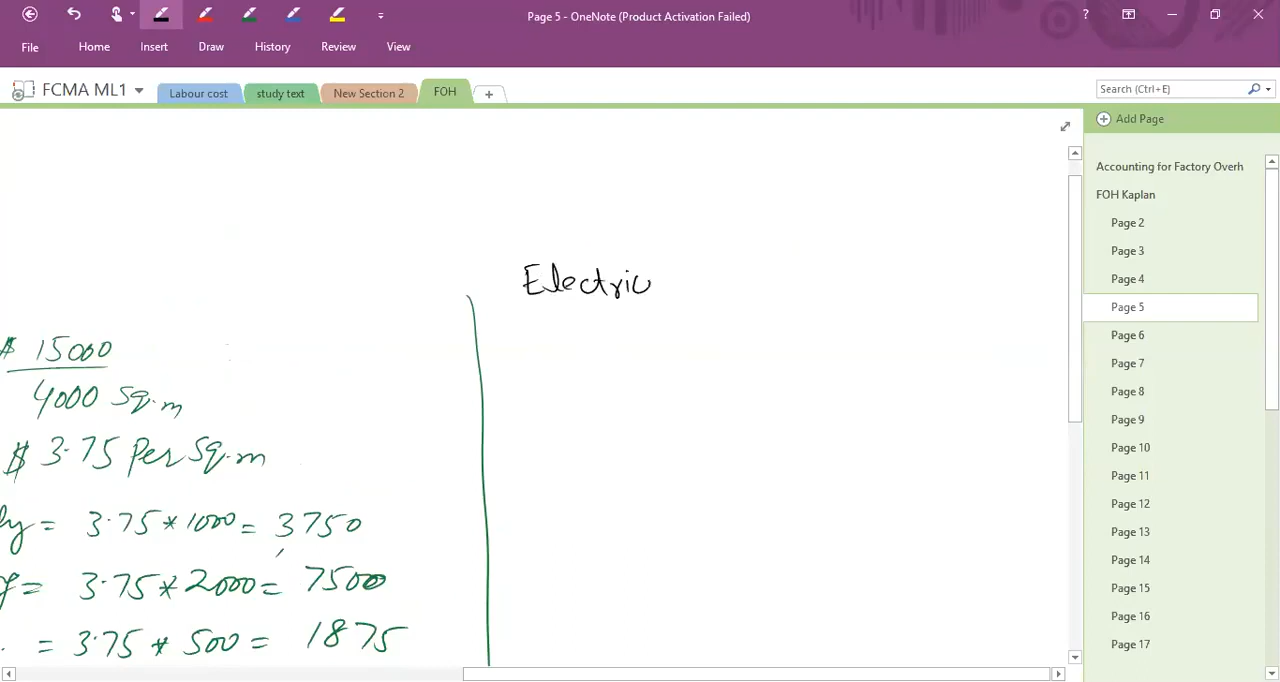 Page 5 - OneNote (Product Activation Failed)
?
File Home Insert Draw History Review View
FCMA ML1 Labour cost study text New Section 2 FOH +
Search (Ctrl+E)
Add Page
Accounting for Factory Overh
FOH Kaplan
Page 2
Page 3
Page 4
Page 5
Page 6
Page 7
Page 8
Page 9
Page 10
Page 11
Page 12
Page 13
Page 14
Page 15
Page 16
Page 17
$ 15000
4000 Sq.m
$ 3.75 Per Sq.m
ly = 3.75 * 1000 = 3750
= 3.75 * 2000 = 7500
. = 3.75 * 500 = 1875
Electric